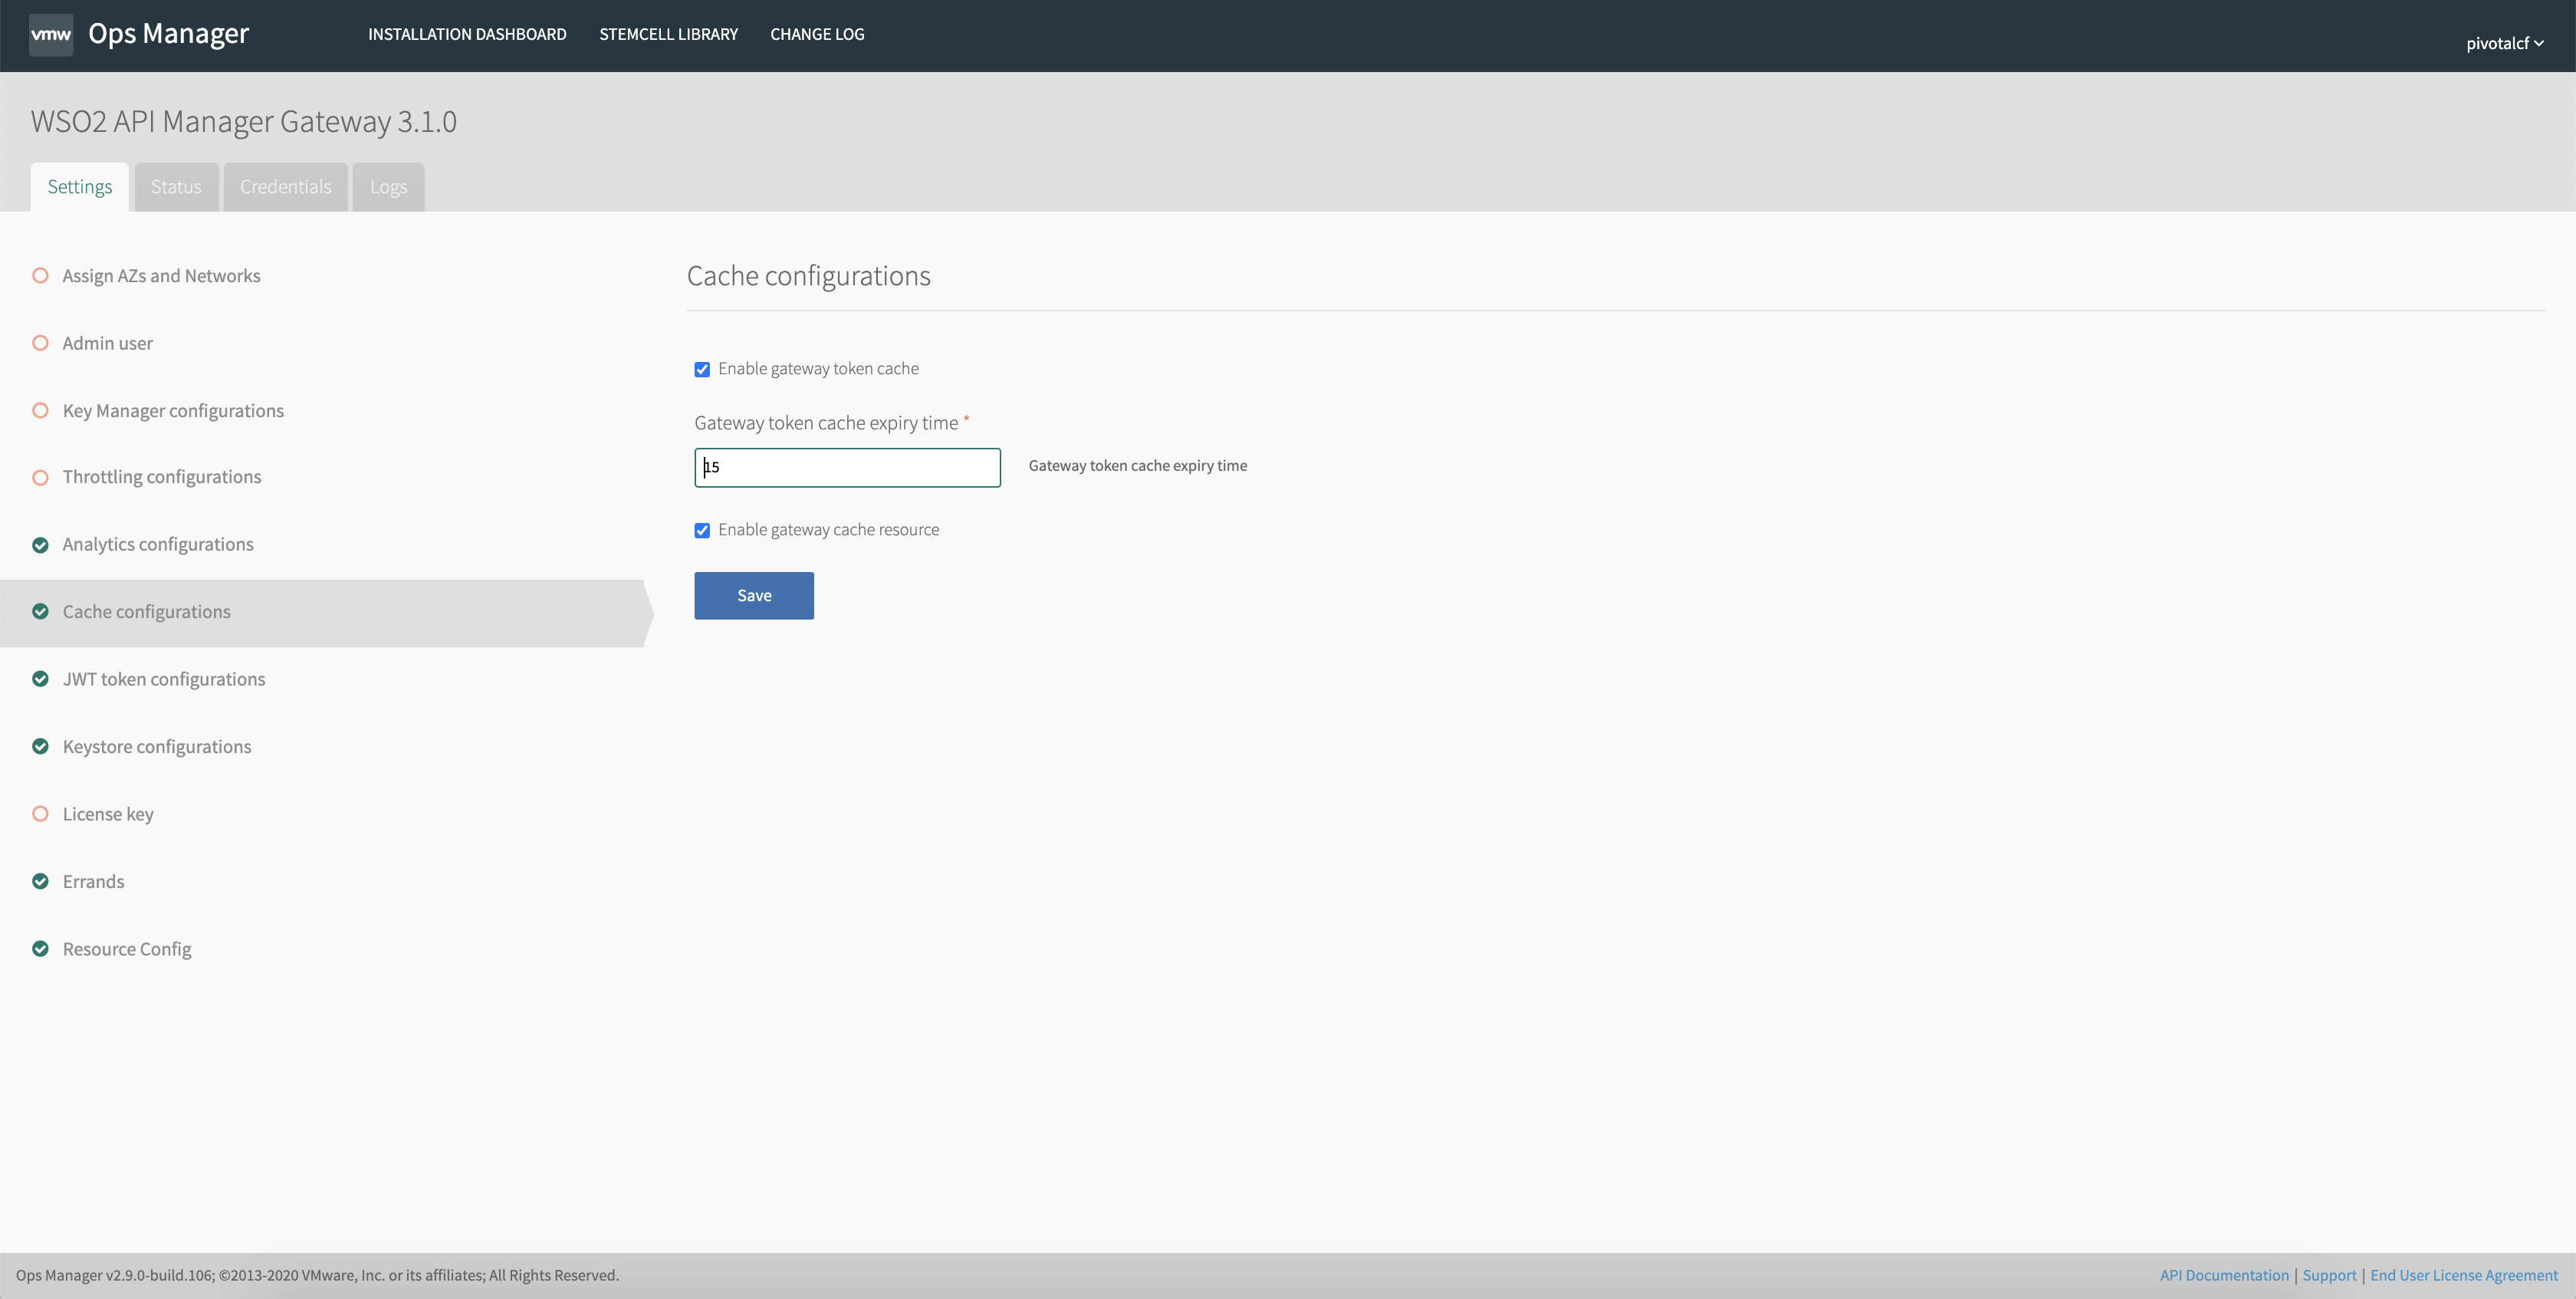 vmw Ops Manager INSTALLATION DASHBOARD STEMCELL LIBRARY CHANGE LOG pivotalcf
WSO2 API Manager Gateway 3.1.0
Settings Status Credentials Logs
Assign AZs and Networks
Admin user
Key Manager configurations
Throttling configurations
Analytics configurations
Cache configurations
JWT token configurations
Keystore configurations
License key
Errands
Resource Config
Cache configurations
Enable gateway token cache
Gateway token cache expiry time *
15 Gateway token cache expiry time
Enable gateway cache resource
Save
Ops Manager v2.9.0-build.106; ©2013-2020 VMware, Inc. or its affiliates; All Rights Reserved. API Documentation | Support | End User License Agreement